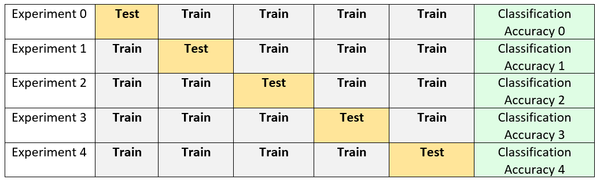 Experiment 0 Test Train Train Train Train Classification
Accuracy 0
Experiment 1 Train Test Train Train Train Classification
Accuracy 1
Experiment 2 Train Train Test Train Train Classification
Accuracy 2
Experiment 3 Train Train Train Test Train Classification
Accuracy 3
Experiment 4 Train Train Train Train Test Classification
Accuracy 4